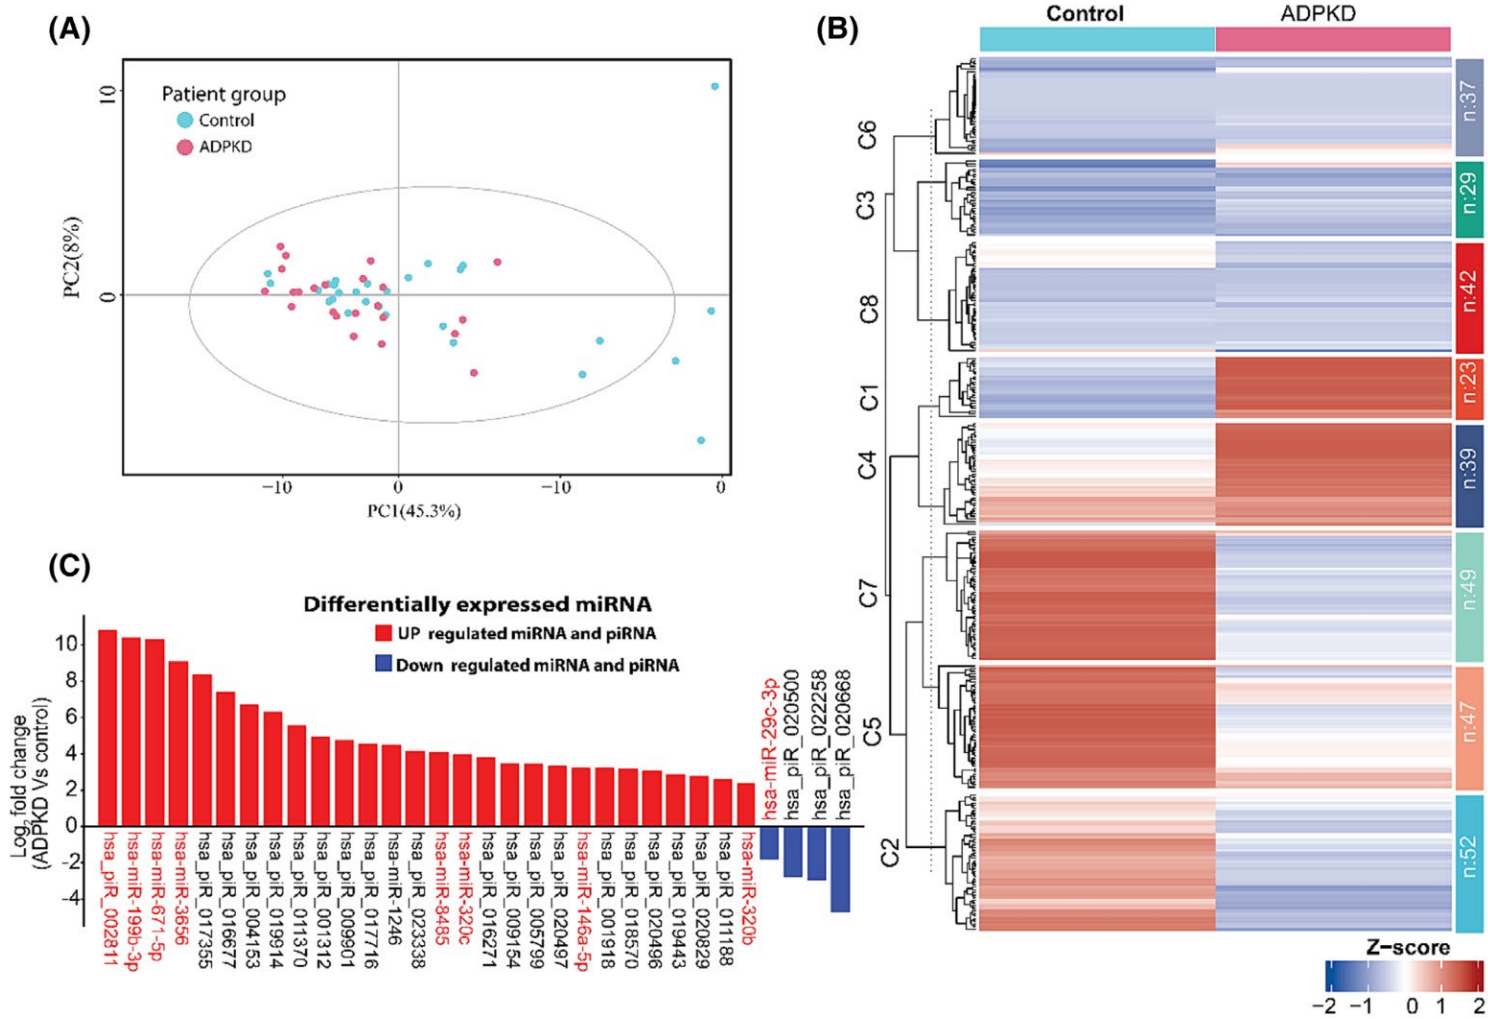 (A)
Patient group
Control
ADPKD
10
0
PC2(8%)
−10
0
−10
0
PC1(45.3%)
(B)
Control
ADPKD
C6
C3
C8
C1
C4
C7
C5
C2
n:37
n:29
n:42
n:23
n:39
n:49
n:47
n:52
Z−score
−2
−1
0
1
2
(C)
Differentially expressed miRNA
UP regulated miRNA and piRNA
Down regulated miRNA and piRNA
Log2 fold change
(ADPKD Vs control)
10
8
6
4
2
0
−2
−4
hsa_piR_002811
hsa-miR-199b-3p
hsa-miR-671-5p
hsa-miR-3656
hsa_piR_017355
hsa_piR_016677
hsa_piR_004153
hsa_piR_019914
hsa_piR_011370
hsa_piR_001312
hsa_piR_009901
hsa_piR_017716
hsa-miR-1246
hsa_piR_023338
hsa-miR-8485
hsa-miR-320c
hsa_piR_016271
hsa_piR_009154
hsa_piR_005799
hsa_piR_020497
hsa-miR-146a-5p
hsa_piR_001918
hsa_piR_018570
hsa_piR_020496
hsa_piR_019443
hsa_piR_020829
hsa_piR_011188
hsa-miR-320b
hsa-miR-29c-3p
hsa_piR_020500
hsa_piR_022258
hsa_piR_020668